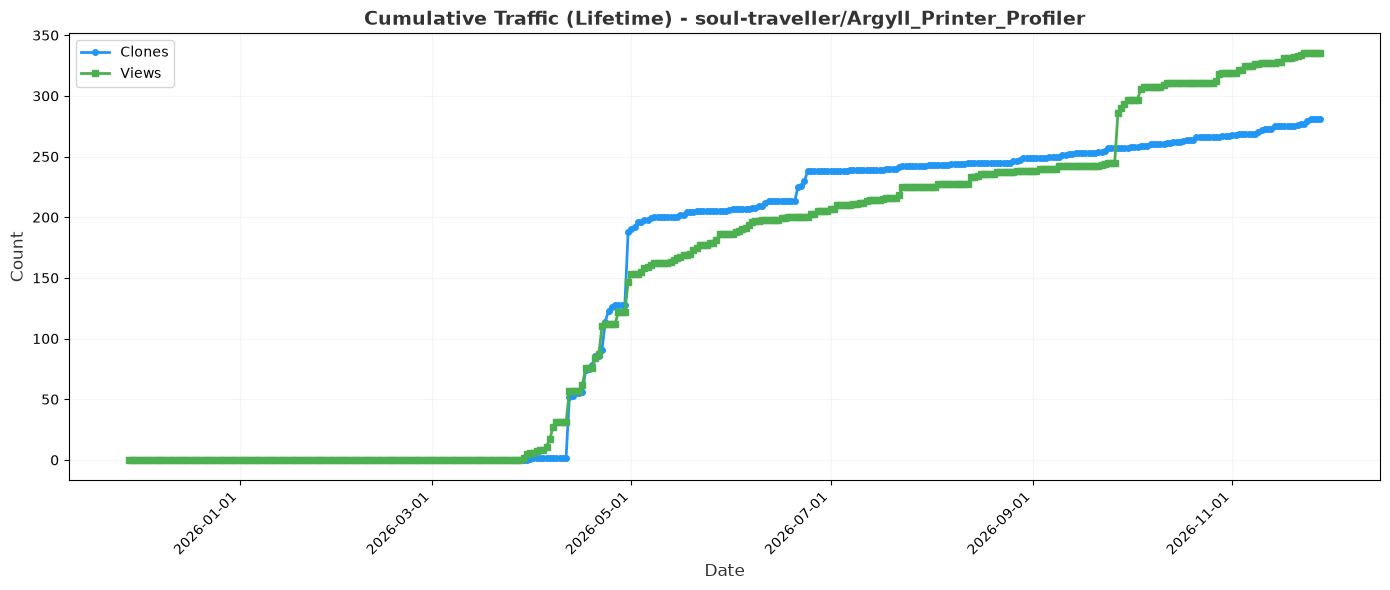 Cumulative Traffic (Lifetime) - soul-traveller/Argyll_Printer_Profiler
Clones
Views
Count
350
300
250
200
150
100
50
0
2026-01-01
2026-03-01
2026-05-01
2026-07-01
2026-09-01
2026-11-01
Date